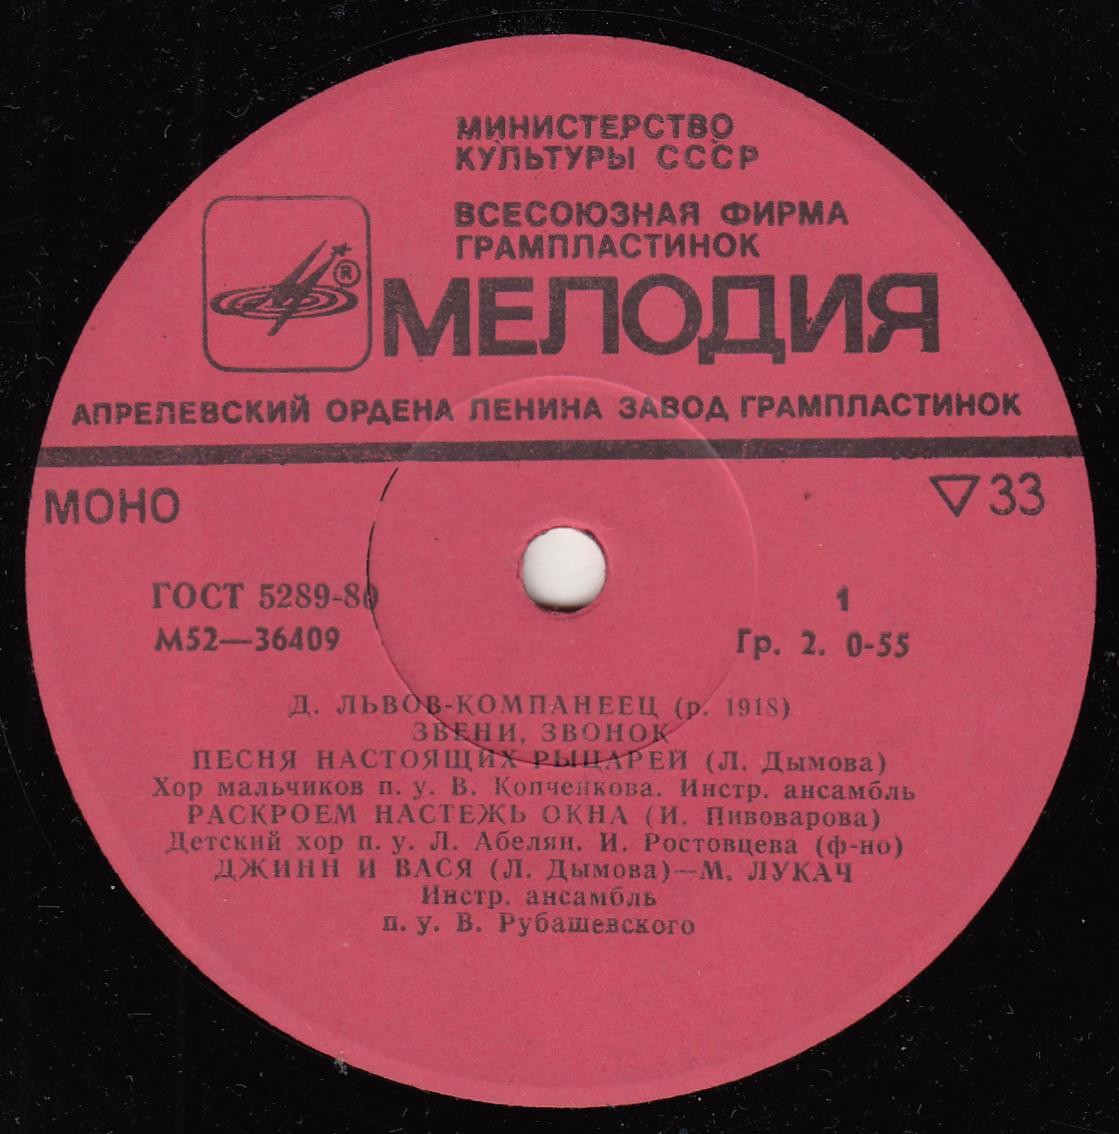 МИНИСТЕРСТВО
КУЛЬТУРЫ СССР
ВСЕСОЮЗНАЯ ФИРМА
ГРАМПЛАСТИНОК
®
МЕЛОДИЯ
АПРЕЛЕВСКИЙ ОРДЕНА ЛЕНИНА ЗАВОД ГРАМПЛАСТИНОК
МОНО
▽33
ГОСТ 5289-80
1
М52—36409
Гр. 2. 0-55
Д. ЛЬВОВ-КОМПАНЕЕЦ (р. 1918)
ЗВЕНИ, ЗВОНОК
ПЕСНЯ НАСТОЯЩИХ РЫЦАРЕЙ (Л. Дымова)
Хор мальчиков п. у. В. Копченкова. Инстр. ансамбль
РАСКРОЕМ НАСТЕЖЬ ОКНА (И. Пивоварова)
Детский хор п. у. Л. Абелян. И. Ростовцева (ф-но)
ДЖИНН И ВАСЯ (Л. Дымова)—М. ЛУКАЧ
Инстр. ансамбль
п. у. В. Рубашевского